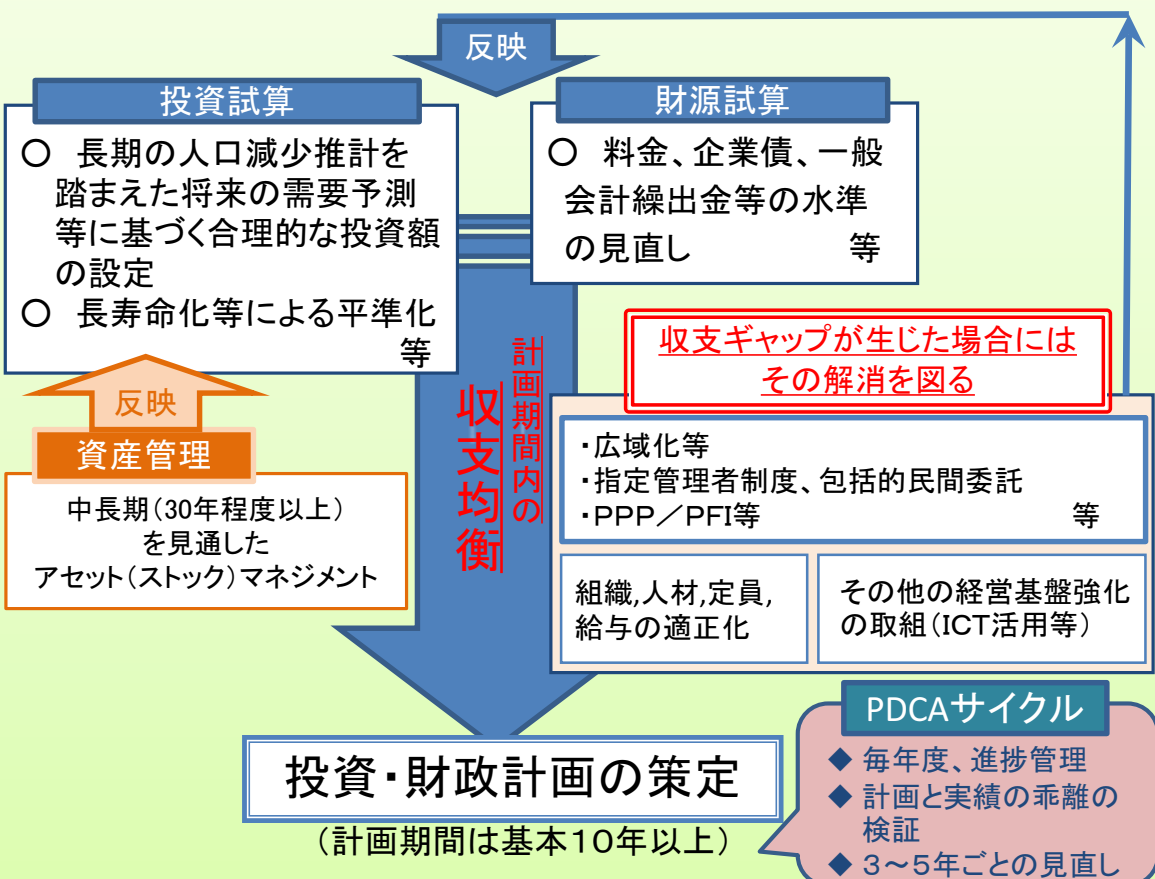 反映
投資試算
○ 長期の人口減少推計を
踏まえた将来の需要予測
等に基づく合理的な投資額
の設定
○ 長寿命化等による平準化
等
財源試算
○ 料金、企業債、一般
会計繰出金等の水準
の見直し 等
反映
資産管理
中長期(30年程度以上)
を見通した
アセット(ストック)マネジメント
計画期間内の
収支均衡
収支ギャップが生じた場合には
その解消を図る
・広域化等
・指定管理者制度、包括的民間委託
・PPP/PFI等 等
組織,人材,定員,
給与の適正化
その他の経営基盤強化
の取組(ICT活用等)
投資・財政計画の策定
(計画期間は基本10年以上)
PDCAサイクル
◆ 毎年度、進捗管理
◆ 計画と実績の乖離の
検証
◆ 3~5年ごとの見直し